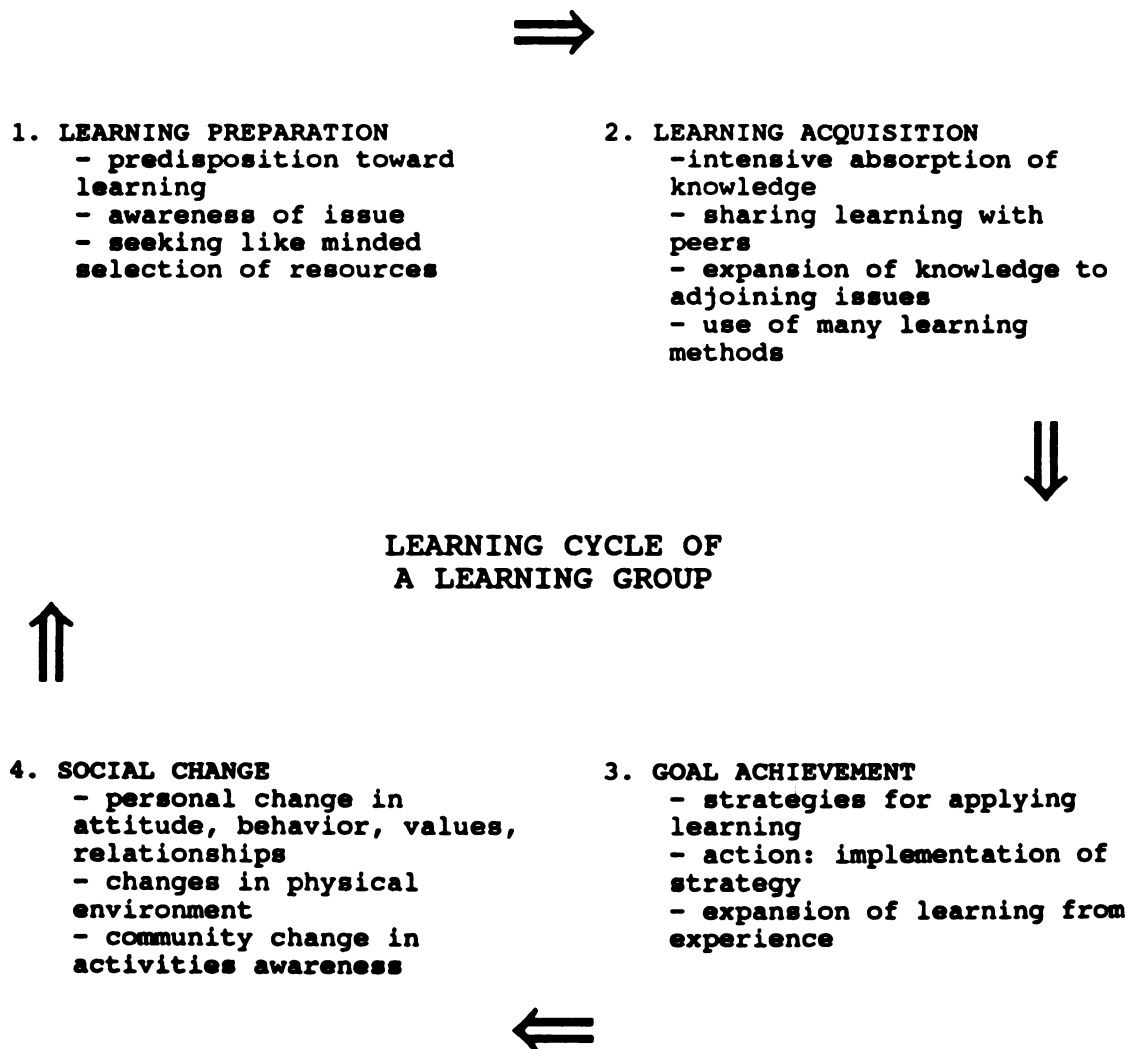 1. LEARNING PREPARATION
- predisposition toward
learning
- awareness of issue
- seeking like minded
selection of resources
2. LEARNING ACQUISITION
-intensive absorption of
knowledge
- sharing learning with
peers
- expansion of knowledge to
adjoining issues
- use of many learning
methods
LEARNING CYCLE OF
A LEARNING GROUP
4. SOCIAL CHANGE
- personal change in
attitude, behavior, values,
relationships
- changes in physical
environment
- community change in
activities awareness
3. GOAL ACHIEVEMENT
- strategies for applying
learning
- action: implementation of
strategy
- expansion of learning from
experience